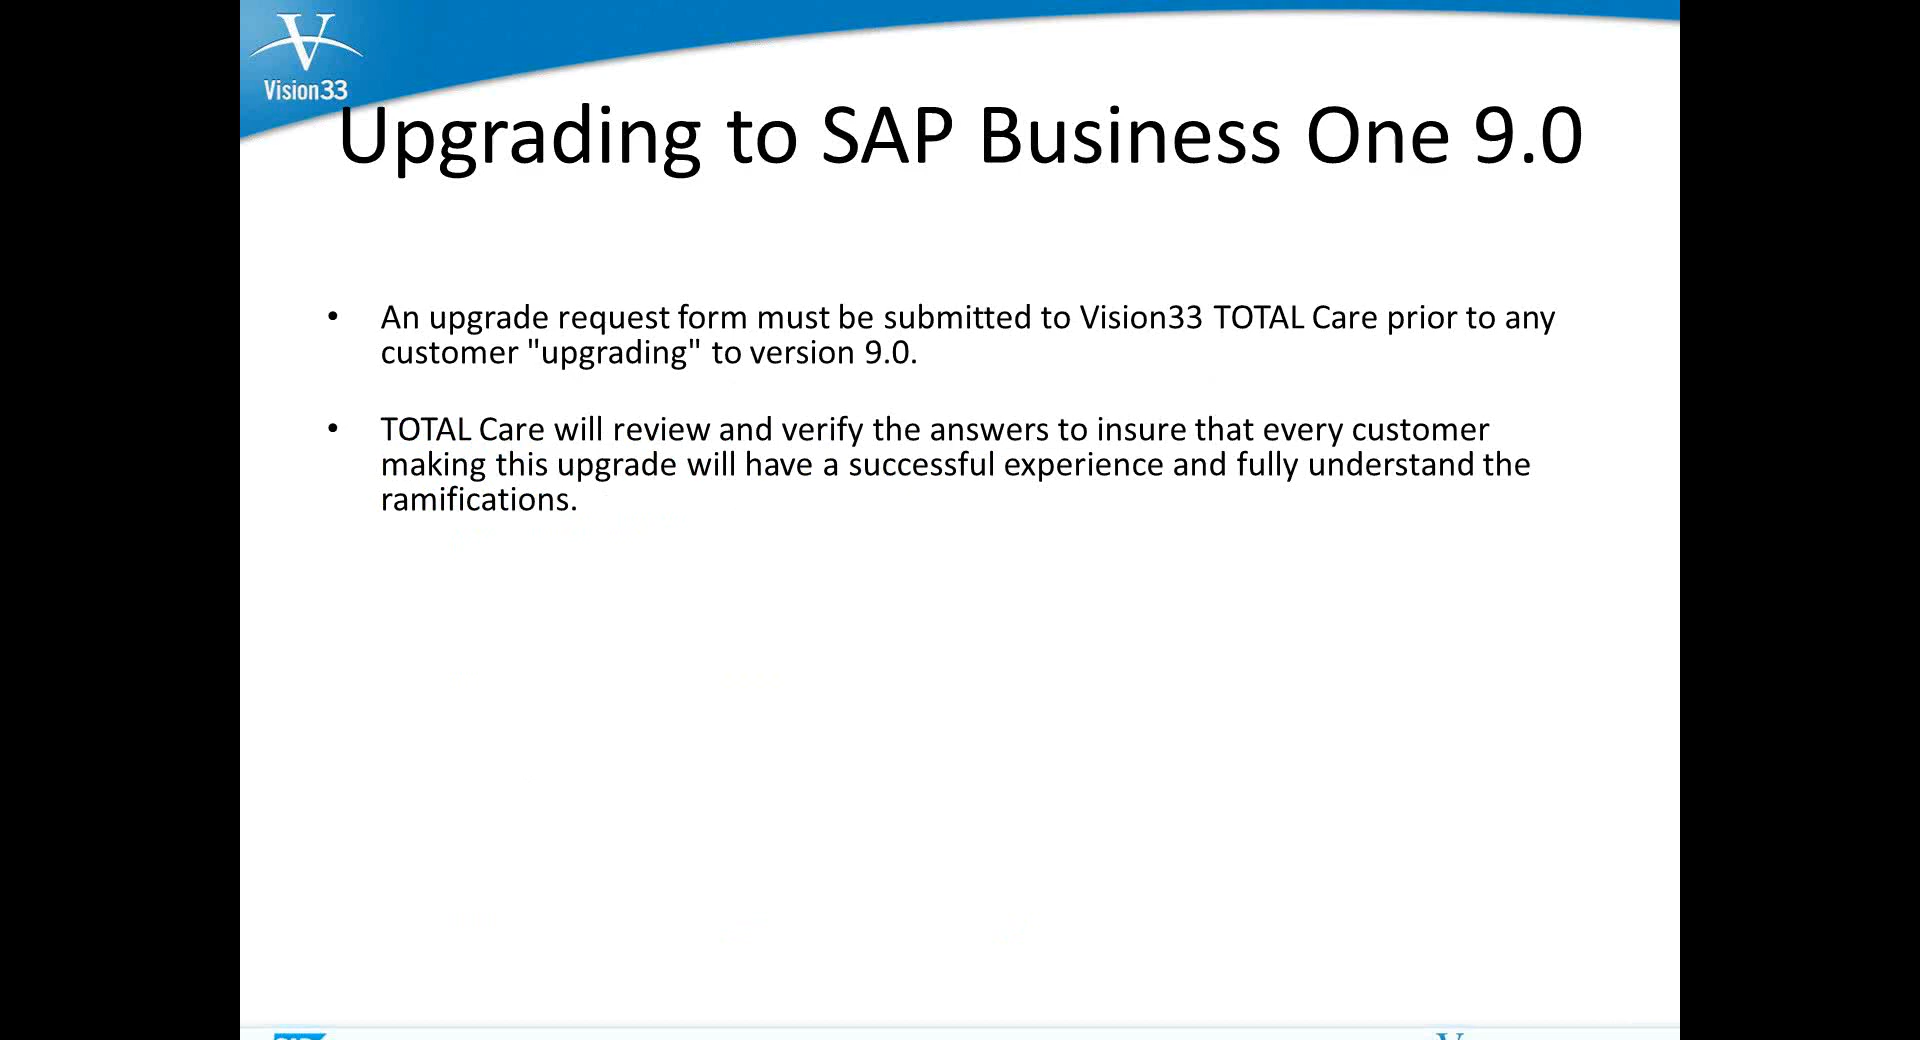 Vision33
Upgrading to SAP Business One 9.0
• An upgrade request form must be submitted to Vision33 TOTAL Care prior to any
customer "upgrading" to version 9.0.
• TOTAL Care will review and verify the answers to insure that every customer
making this upgrade will have a successful experience and fully understand the
ramifications.